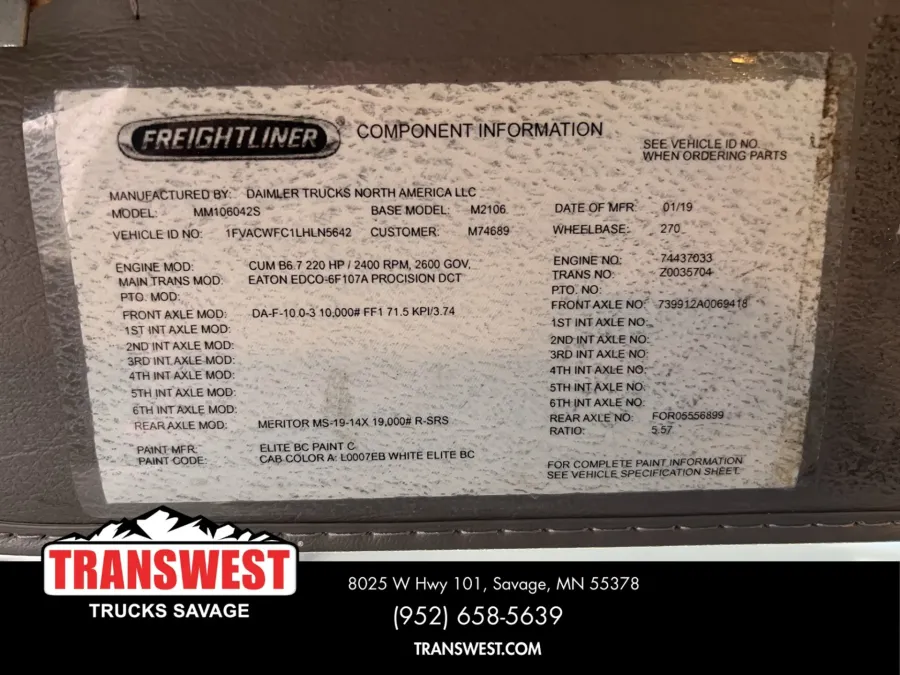 FREIGHTLINER COMPONENT INFORMATION
SEE VEHICLE ID NO.
WHEN ORDERING PARTS
MANUFACTURED BY: DAIMLER TRUCKS NORTH AMERICA LLC
MODEL: MM106042S BASE MODEL: M2106 DATE OF MFR: 01/19
VEHICLE ID NO: 1FVACWFC1LHLN5642 CUSTOMER: M74689 WHEELBASE: 270
ENGINE MOD: CUM B6.7 220 HP / 2400 RPM, 2600 GOV, ENGINE NO: 74437033
MAIN TRANS MOD: EATON EDCO-6F107A PROCISION DCT TRANS NO: Z0035704
PTO. MOD: P.T.O. NO:
FRONT AXLE MOD: DA-F-10.0-3 10,000# FF1 71.5 KPI/3.74 FRONT AXLE NO: 739912A0069418
1ST INT AXLE MOD: 1ST INT AXLE NO:
2ND INT AXLE MOD: 2ND INT AXLE NO:
3RD INT AXLE MOD: 3RD INT AXLE NO:
4TH INT AXLE MOD: 4TH INT AXLE NO:
5TH INT AXLE MOD: 5TH INT AXLE NO:
6TH INT AXLE MOD: 6TH INT AXLE NO:
REAR AXLE MOD: MERITOR MS-19-14X 19,000# R-SRS REAR AXLE NO: FOR05556899
RATIO: 5.57
PAINT MFR: ELITE BC PAINT C
PAINT CODE: CAB COLOR A: L0007EB WHITE ELITE BC
FOR COMPLETE PAINT INFORMATION
SEE VEHICLE SPECIFICATION SHEET.
TRANSWEST®
TRUCKS SAVAGE
8025 W Hwy 101, Savage, MN 55378
(952) 658-5639
TRANSWEST.COM